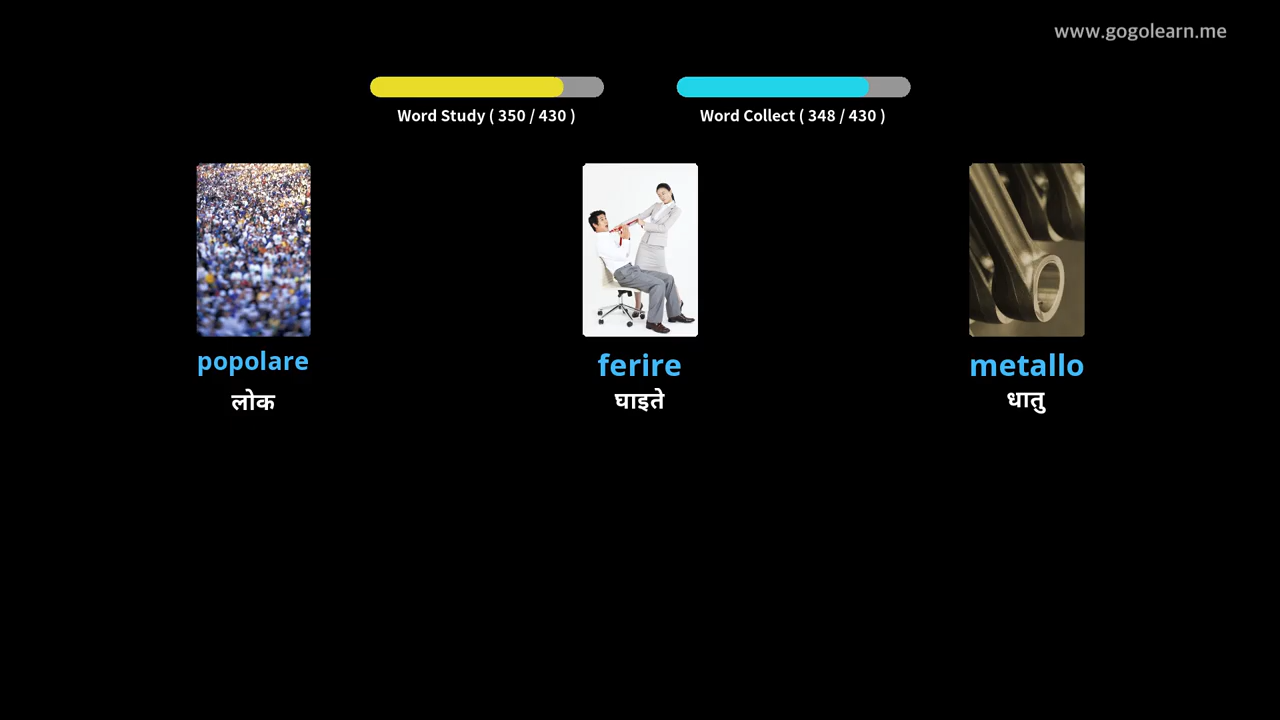 www.gogolearn.me
Word Study ( 350 / 430 )
Word Collect ( 348 / 430 )
popolare
लोक
ferire
घाइते
metallo
धातु